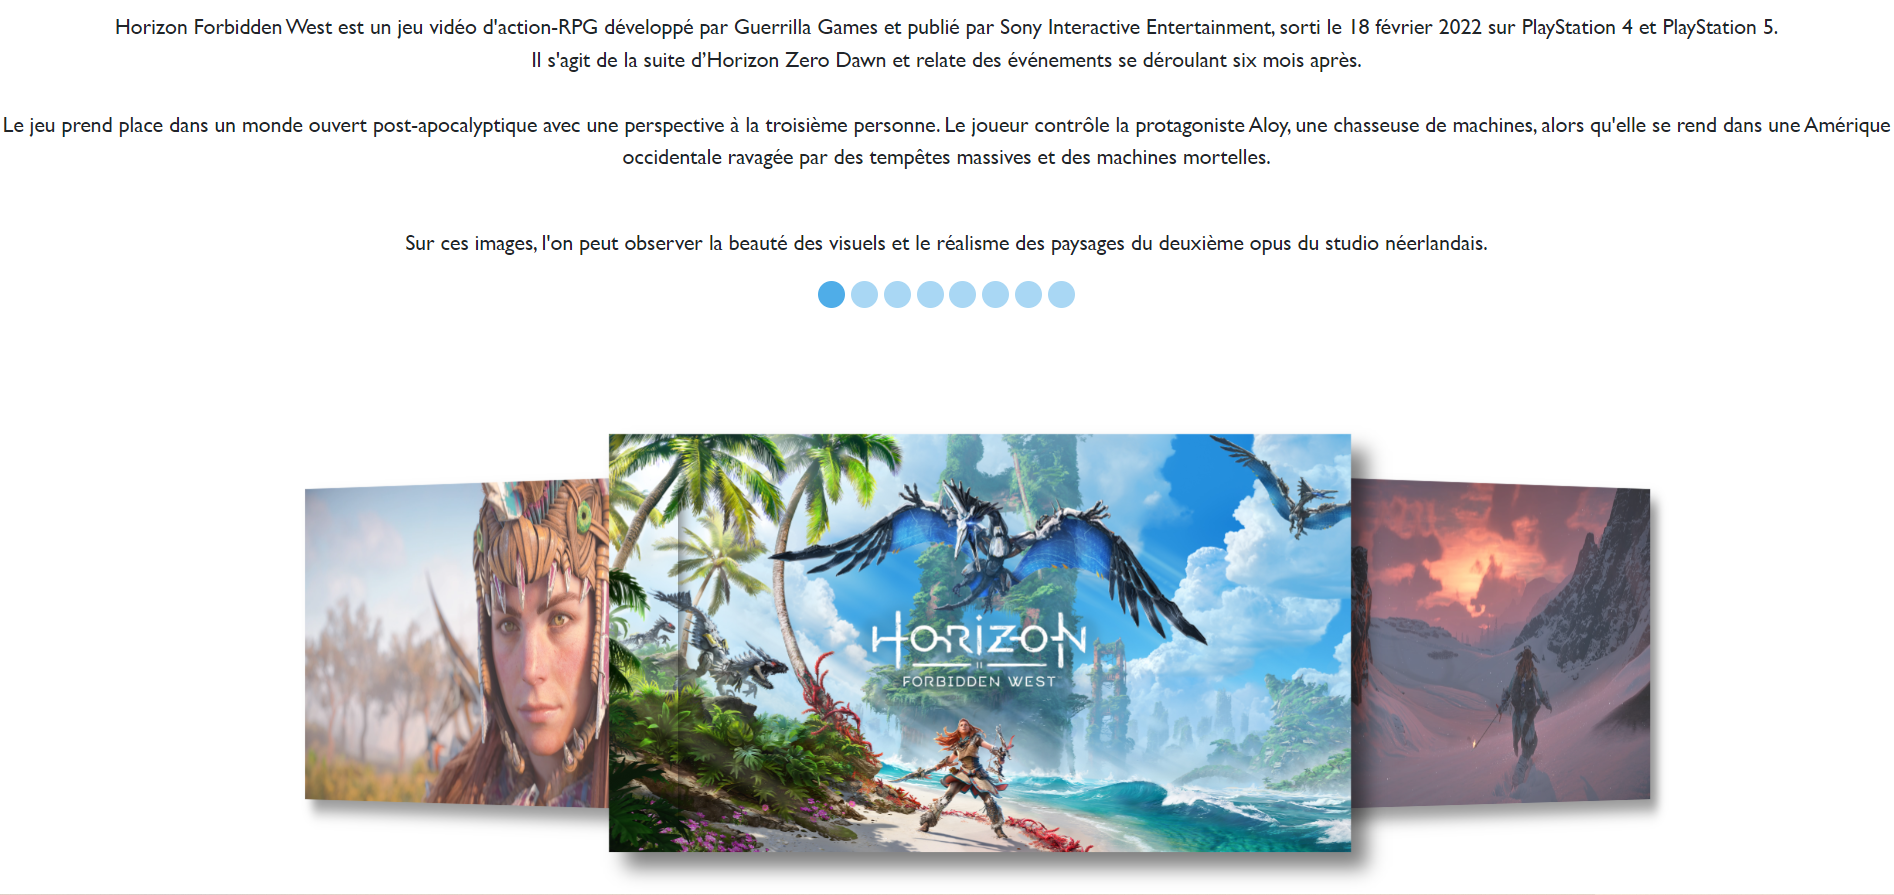 Horizon Forbidden West est un jeu vidéo d'action-RPG développé par Guerrilla Games et publié par Sony Interactive Entertainment, sorti le 18 février 2022 sur PlayStation 4 et PlayStation 5.
Il s'agit de la suite d’Horizon Zero Dawn et relate des événements se déroulant six mois après.
Le jeu prend place dans un monde ouvert post-apocalyptique avec une perspective à la troisième personne. Le joueur contrôle la protagoniste Aloy, une chasseuse de machines, alors qu'elle se rend dans une Amérique
occidentale ravagée par des tempêtes massives et des machines mortelles.
Sur ces images, l'on peut observer la beauté des visuels et le réalisme des paysages du deuxième opus du studio néerlandais.
HORIZON
II
FORBIDDEN WEST